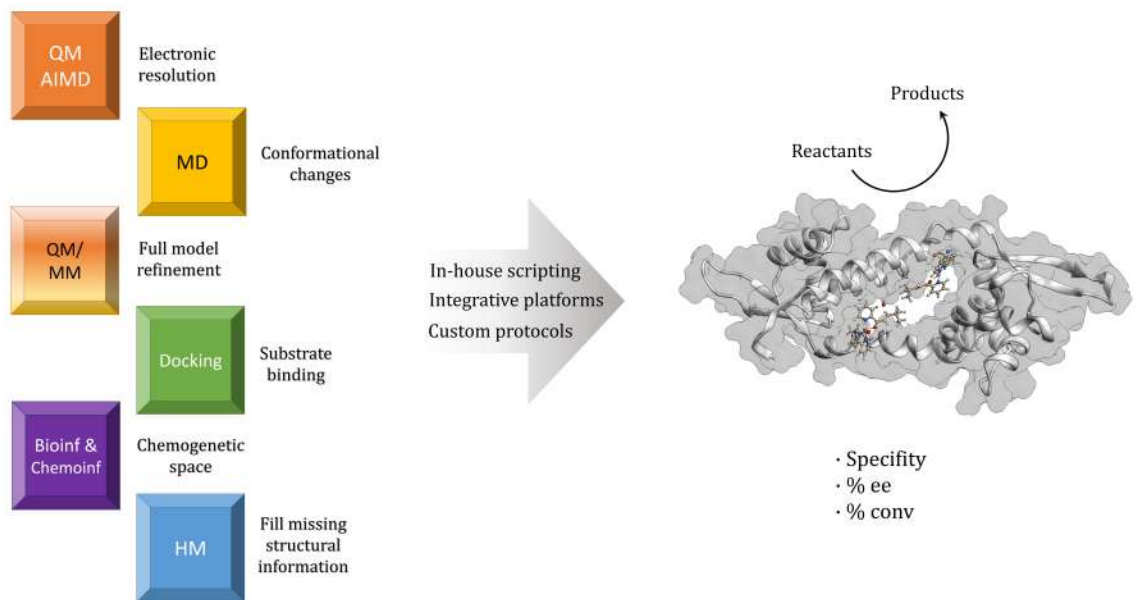 QM
AIMD
Electronic
resolution
MD
Conformational
changes
QM/
MM
Full model
refinement
Docking
Substrate
binding
Bioinf &
Chemoinf
Chemogenetic
space
HM
Fill missing
structural
information
In-house scripting
Integrative platforms
Custom protocols
Products
Reactants
· Specifity
· % ee
· % conv